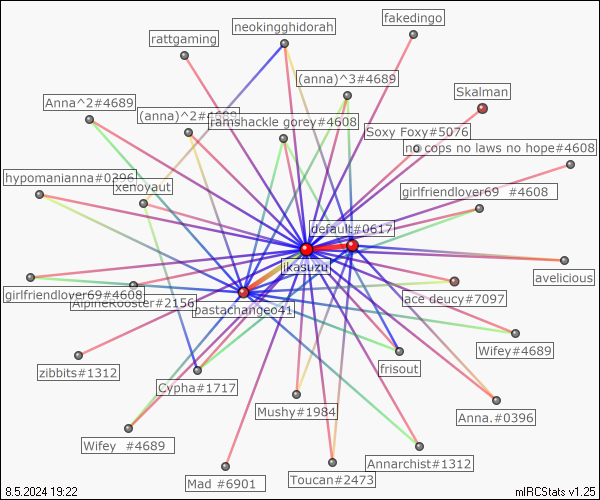 neokingghidorah
fakedingo
rattgaming
(anna)^3#4689
Skalman
Anna^2#4689
(anna)^2#4689
ramshackle gorey#4608
Soxy Foxy#5076
no cops no laws no hope#4608
hypomanianna#0396
xenoyaut
girlfriendlover69  #4608
default#0617
ikasuzu
avelicious
girlfriendlover69#4608
AlpineRooster#2156
pastachangeo41
ace deucy#7097
Wifey#4689
zibbits#1312
Cypha#1717
frisout
Mushy#1984
Anna.#0396
Wifey  #4689
Annarchist#1312
Mad #6901
Toucan#2473
8.5.2024 19:22
mIRCStats v1.25